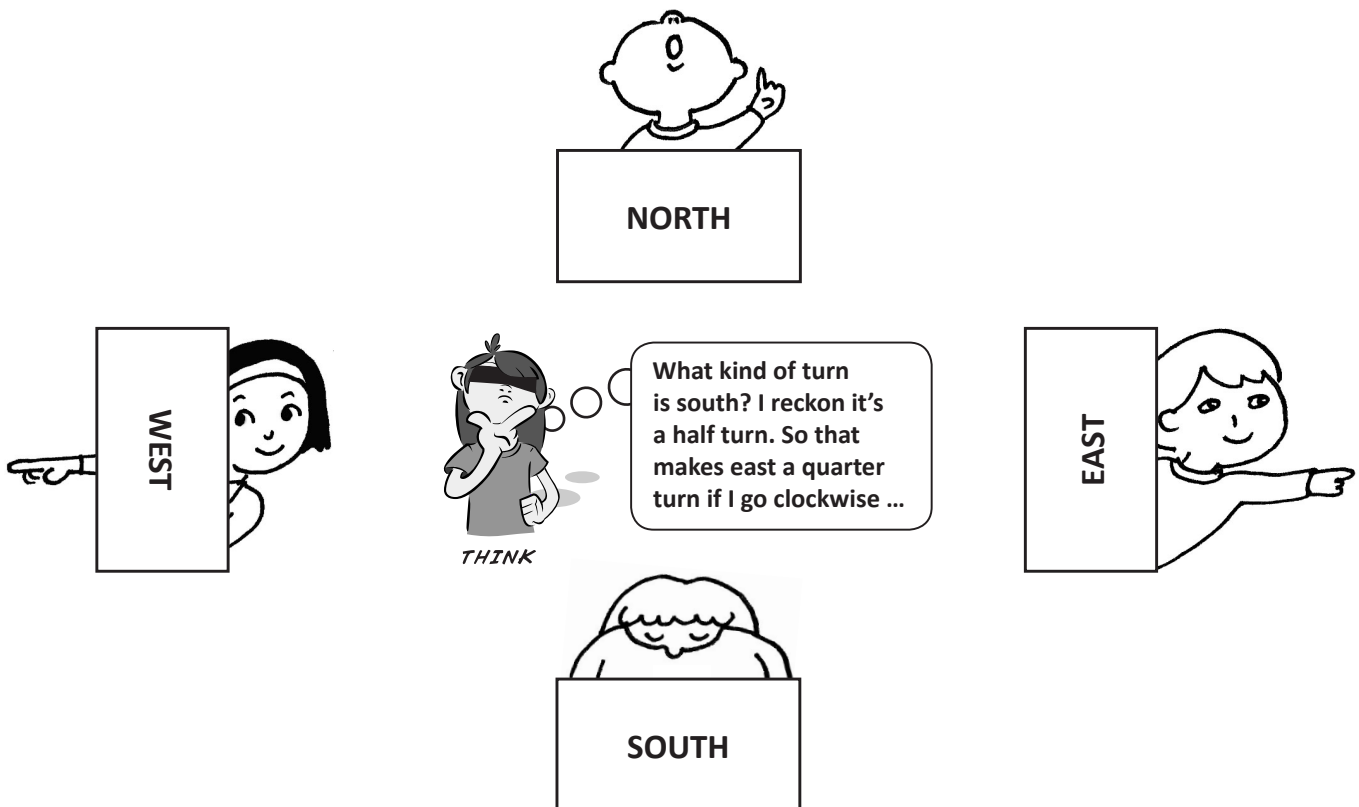 NORTH
WEST
What kind of turn
is south? I reckon it’s
a half turn. So that
makes east a quarter
turn if I go clockwise ...
EAST
THINK
SOUTH